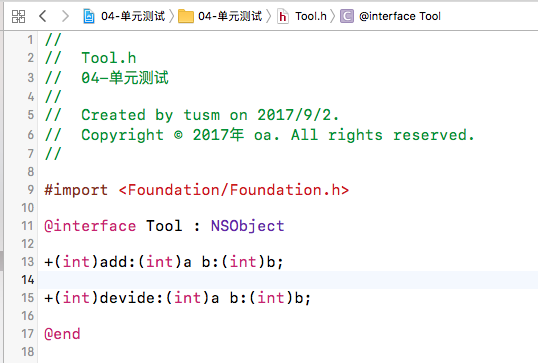 04-单元测试 〉 04-单元测试 〉 Tool.h 〉 C @interface Tool
1 //
2 //  Tool.h
3 //  04-单元测试
4 //
5 //  Created by tusm on 2017/9/2.
6 //  Copyright © 2017年 oa. All rights reserved.
7 //
8
9 #import <Foundation/Foundation.h>
10
11 @interface Tool : NSObject
12
13 +(int)add:(int)a b:(int)b;
14
15 +(int)devide:(int)a b:(int)b;
16
17 @end
18